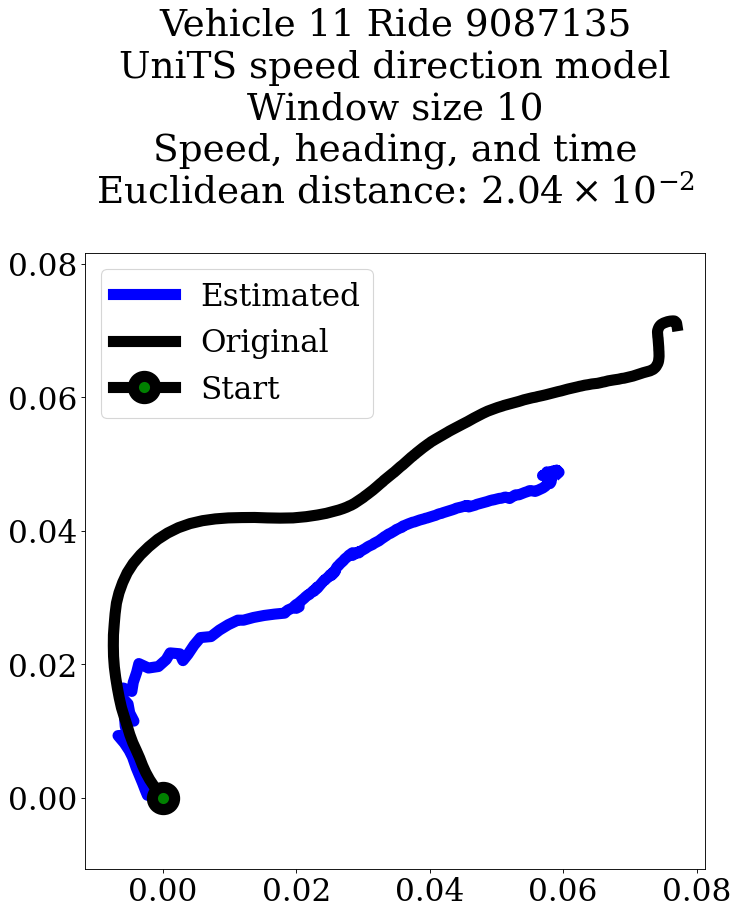 Vehicle 11 Ride 9087135
UniTS speed direction model
Window size 10
Speed, heading, and time
Euclidean distance: 2.04 × 10⁻²
0.08
0.06
0.04
0.02
0.00
Estimated
Original
Start
0.00 0.02 0.04 0.06 0.08